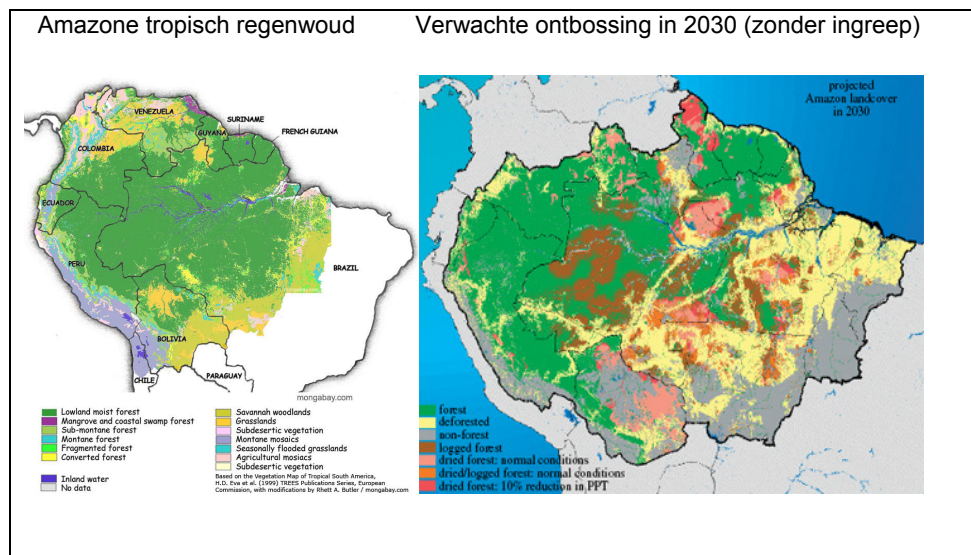 Amazone tropisch regenwoud
Verwachte ontbossing in 2030 (zonder ingreep)
VENEZUELA
SURINAME
GUYANA
FRENCH GUIANA
COLOMBIA
ECUADOR
PERU
BRAZIL
BOLIVIA
PARAGUAY
CHILE
mongabay.com
Lowland moist forest
Mangrove and coastal swamp forest
Sub-montane forest
Montane forest
Fragmented forest
Converted forest
Inland water
No data
Savannah woodlands
Grasslands
Subdesertic vegetation
Montane mosaics
Seasonally flooded grasslands
Agricultural mosaics
Subdesertic vegetation
Based on the Vegetation Map of Tropical South America,
H.D. Eva et al. (1999) TREES Publications Series, European
Commission, with modifications by Rhett A. Butler / mongabay.com
projected
Amazon landcover
in 2030
forest
deforested
non-forest
logged forest
dried forest: normal conditions
dried/logged forest: normal conditions
dried forest: 10% reduction in PPT